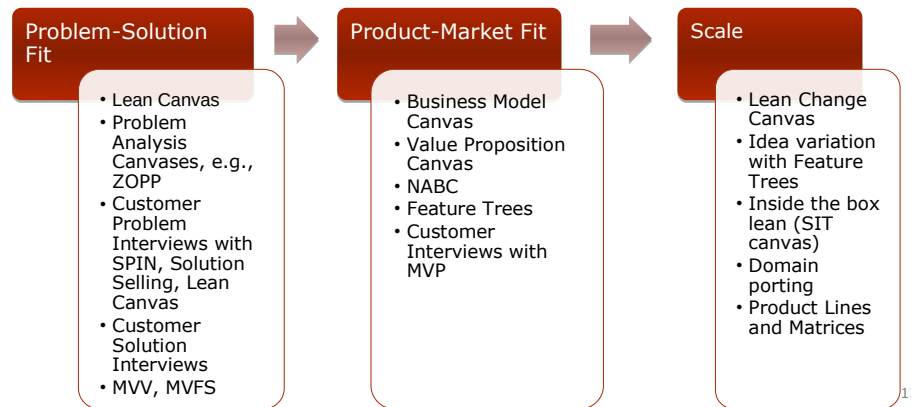 Problem-Solution
Fit
• Lean Canvas
• Problem
Analysis
Canvases, e.g.,
ZOPP
• Customer
Problem
Interviews with
SPIN, Solution
Selling, Lean
Canvas
• Customer
Solution
Interviews
• MVV, MVFS
Product-Market Fit
• Business Model
Canvas
• Value Proposition
Canvas
• NABC
• Feature Trees
• Customer
Interviews with
MVP
Scale
• Lean Change
Canvas
• Idea variation
with Feature
Trees
• Inside the box
lean (SIT
canvas)
• Domain
porting
• Product Lines
and Matrices
1